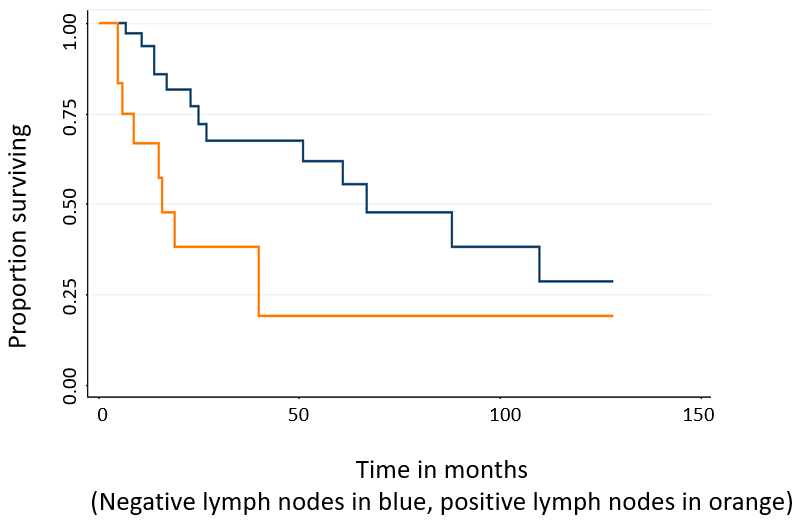 1.00
0.75
0.50
0.25
0.00
Proportion surviving
0 50 100 150
Time in months
(Negative lymph nodes in blue, positive lymph nodes in orange)